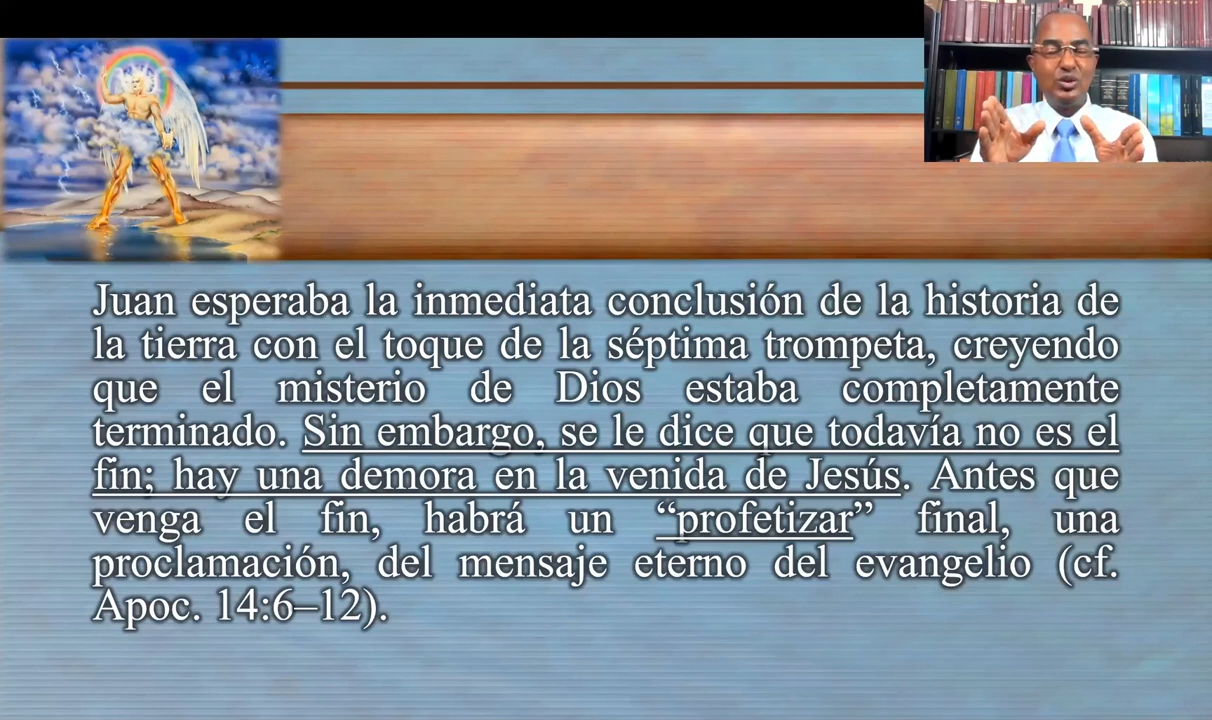 Juan esperaba la inmediata conclusión de la historia de
la tierra con el toque de la séptima trompeta, creyendo
que el misterio de Dios estaba completamente
terminado. Sin embargo, se le dice que todavía no es el
fin; hay una demora en la venida de Jesús. Antes que
venga el fin, habrá un “profetizar” final, una
proclamación, del mensaje eterno del evangelio (cf.
Apoc. 14:6–12).